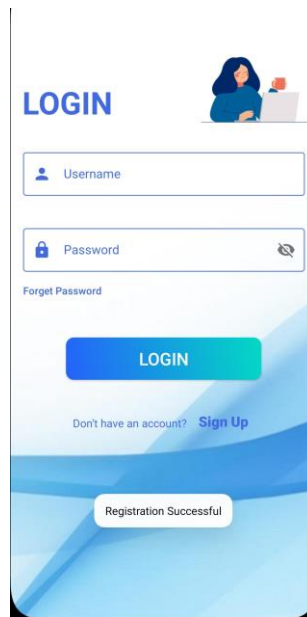 LOGIN
Username
Password
Forget Password
LOGIN
Don't have an account? Sign Up
Registration Successful